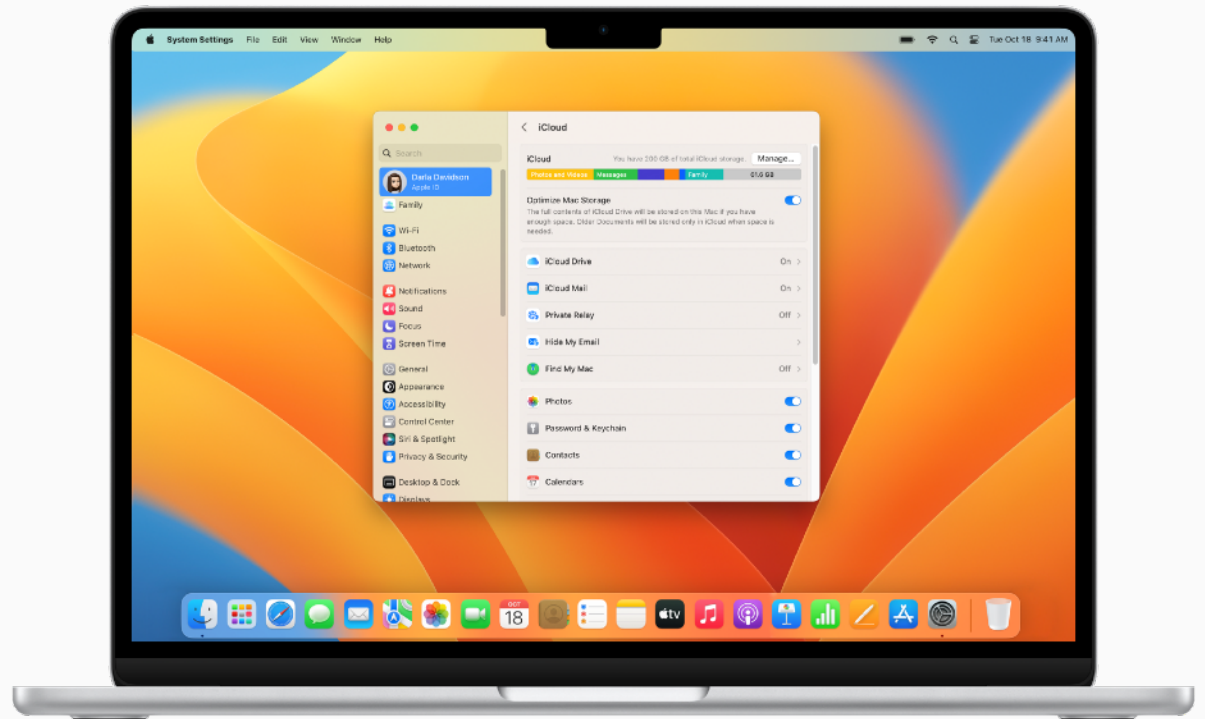 System Settings File Edit View Window Help
Tue Oct 18 9:41 AM
Search
Darla Davidson
Apple ID
Family
Wi-Fi
Bluetooth
Network
Notifications
Sound
Focus
Screen Time
General
Appearance
Accessibility
Control Center
Siri & Spotlight
Privacy & Security
Desktop & Dock
Displays
iCloud
iCloud You have 200 GB of total iCloud storage. Manage...
Photos and Videos Messages Family 61.6 GB
Optimize Mac Storage
The full contents of iCloud Drive will be stored on this Mac if you have
enough space. Older Documents will be stored only in iCloud when space is
needed.
iCloud Drive On
iCloud Mail On
Private Relay Off
Hide My Email
Find My Mac Off
Photos
Password & Keychain
Contacts
17 Calendars
OCT
18
tv